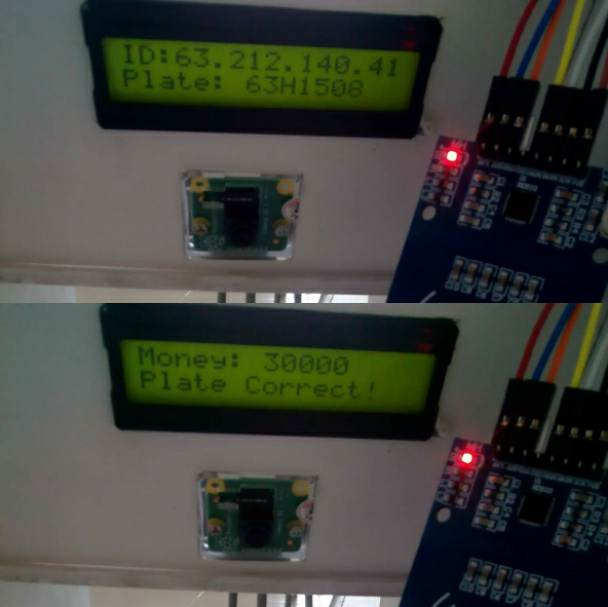 ID:63.212.140.41
Plate: 63H1508
Money: 30000
Plate Correct!